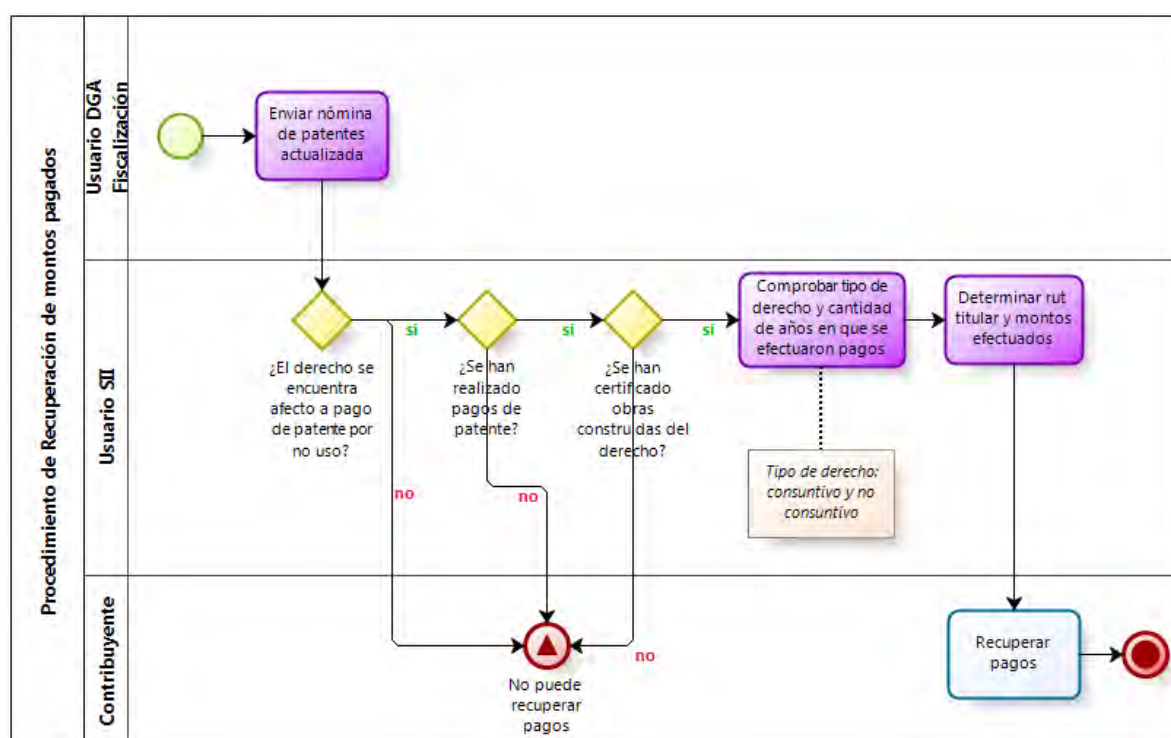 Procedimiento de Recuperación de montos pagados
Usuario DGA
Fiscalización
Enviar nómina
de patentes
actualizada
Usuario SII
¿El derecho se
encuentra
afecto a pago
de patente por
no uso?
sí
no
¿Se han
realizado
pagos de
patente?
sí
no
¿Se han
certificado
obras
construidas del
derecho?
sí
no
Comprobar tipo de
derecho y cantidad
de años en que se
efectuaron pagos
Tipo de derecho:
consuntivo y no
consuntivo
Determinar rut
titular y montos
efectuados
Contribuyente
No puede
recuperar
pagos
Recuperar
pagos